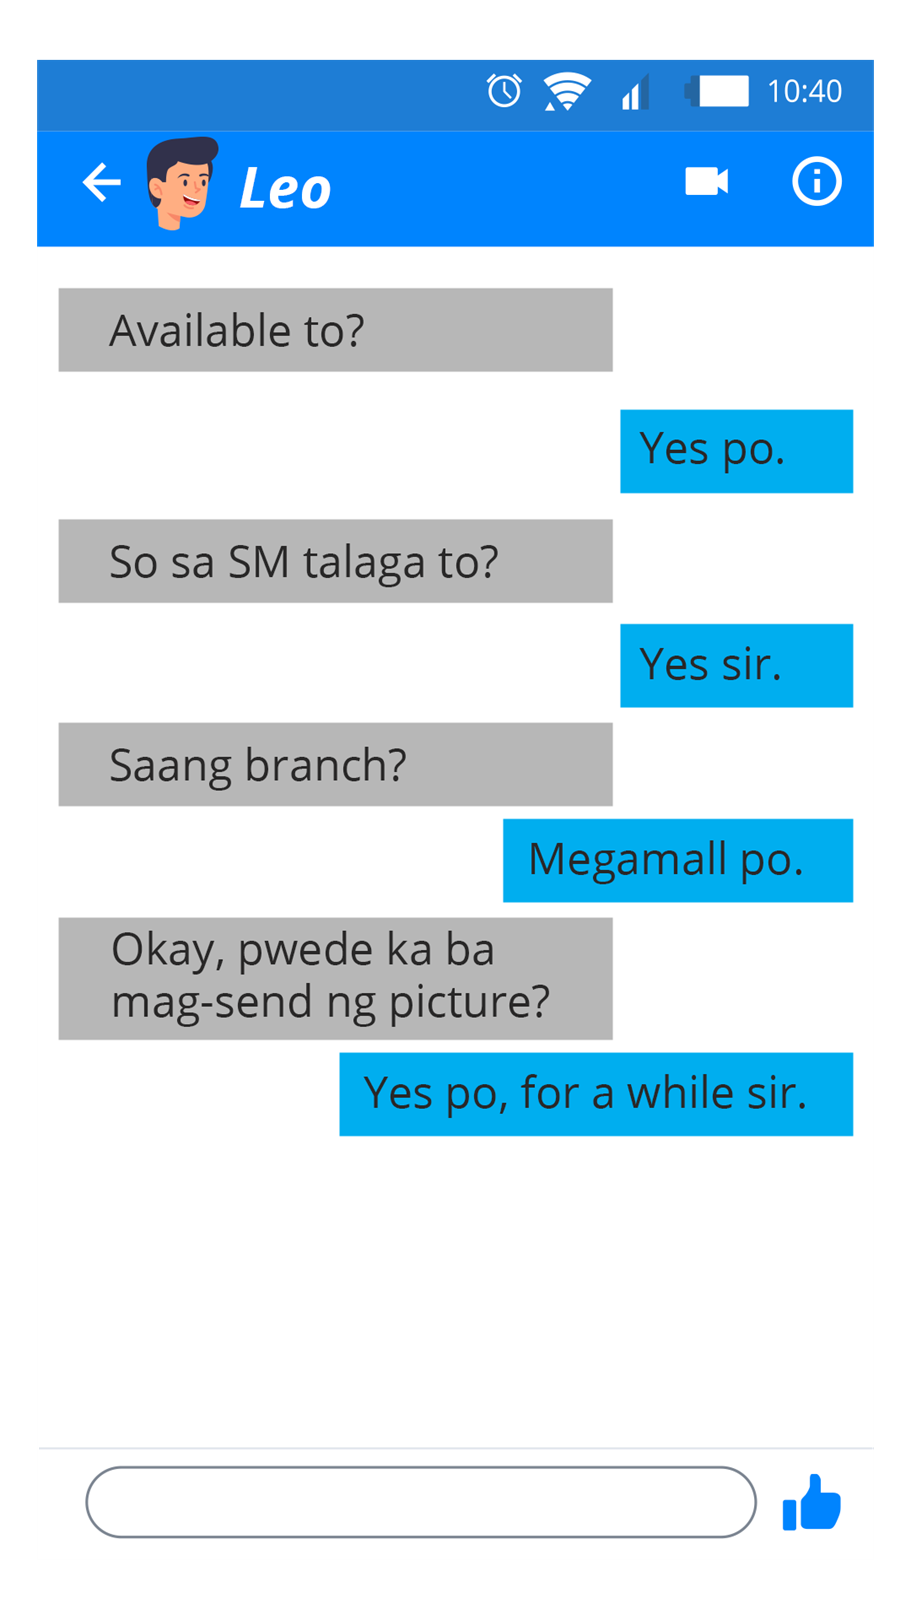 10:40
Leo
Available to?
Yes po.
So sa SM talaga to?
Yes sir.
Saang branch?
Megamall po.
Okay, pwede ka ba
mag-send ng picture?
Yes po, for a while sir.